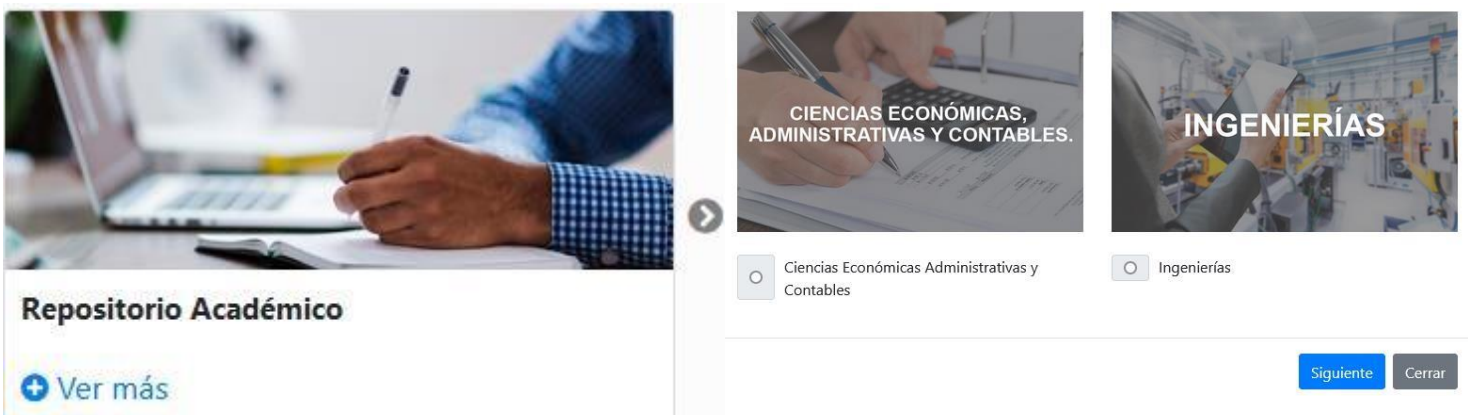 Repositorio Académico
Ver más
CIENCIAS ECONÓMICAS,
ADMINISTRATIVAS Y CONTABLES.
Ciencias Económicas Administrativas y
Contables
INGENIERÍAS
Ingenierías
Siguiente
Cerrar